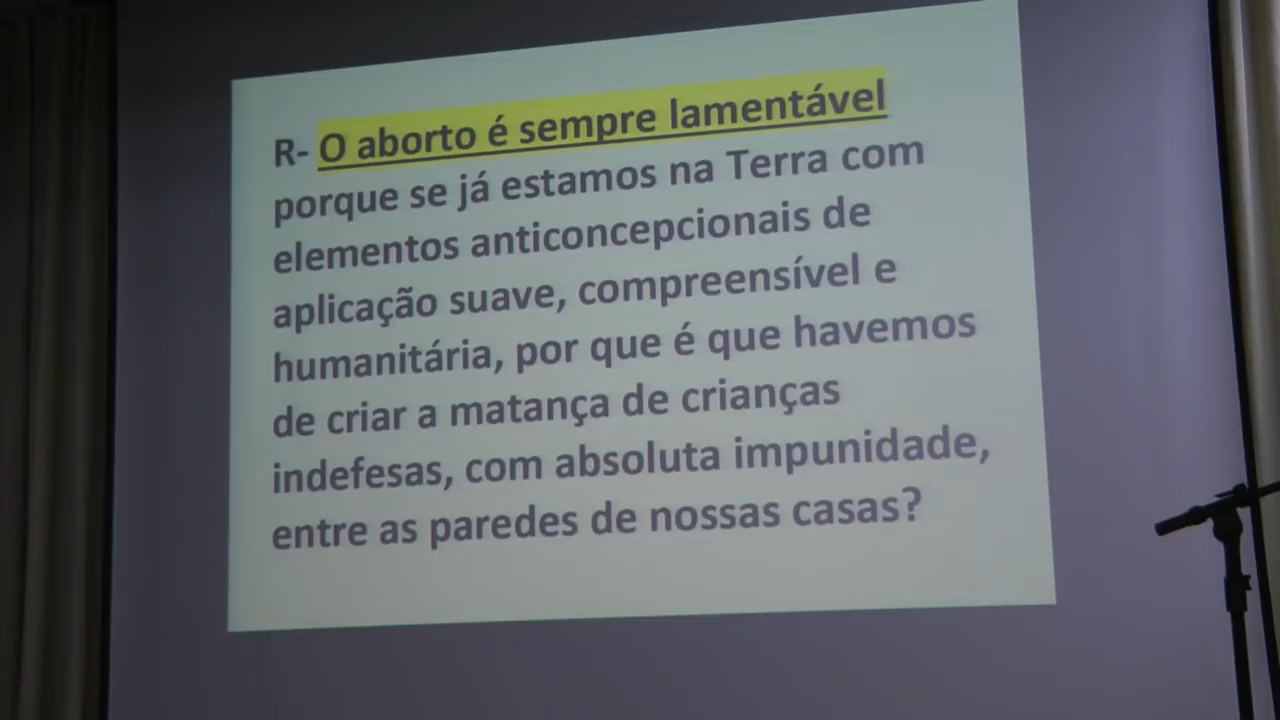 R- O aborto é sempre lamentável
porque se já estamos na Terra com
elementos anticoncepcionais de
aplicação suave, compreensível e
humanitária, por que é que havemos
de criar a matança de crianças
indefesas, com absoluta impunidade,
entre as paredes de nossas casas?